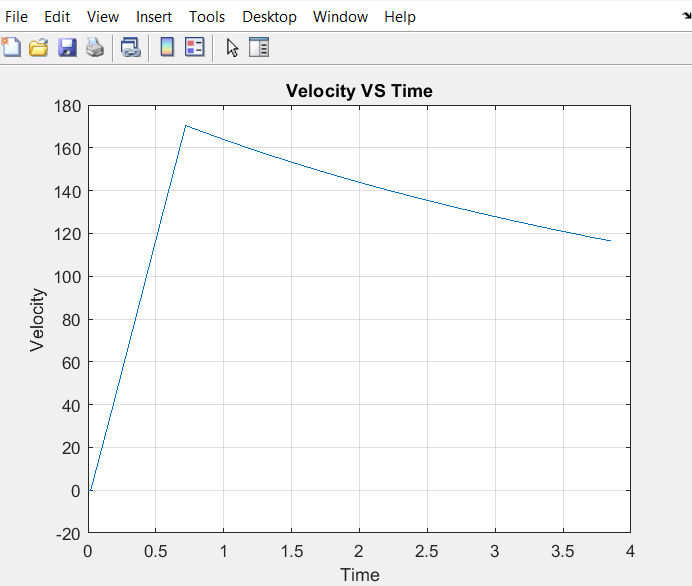 File Edit View Insert Tools Desktop Window Help
Velocity VS Time
180
160
140
120
100
80
60
40
20
0
-20
Velocity
0 0.5 1 1.5 2 2.5 3 3.5 4
Time